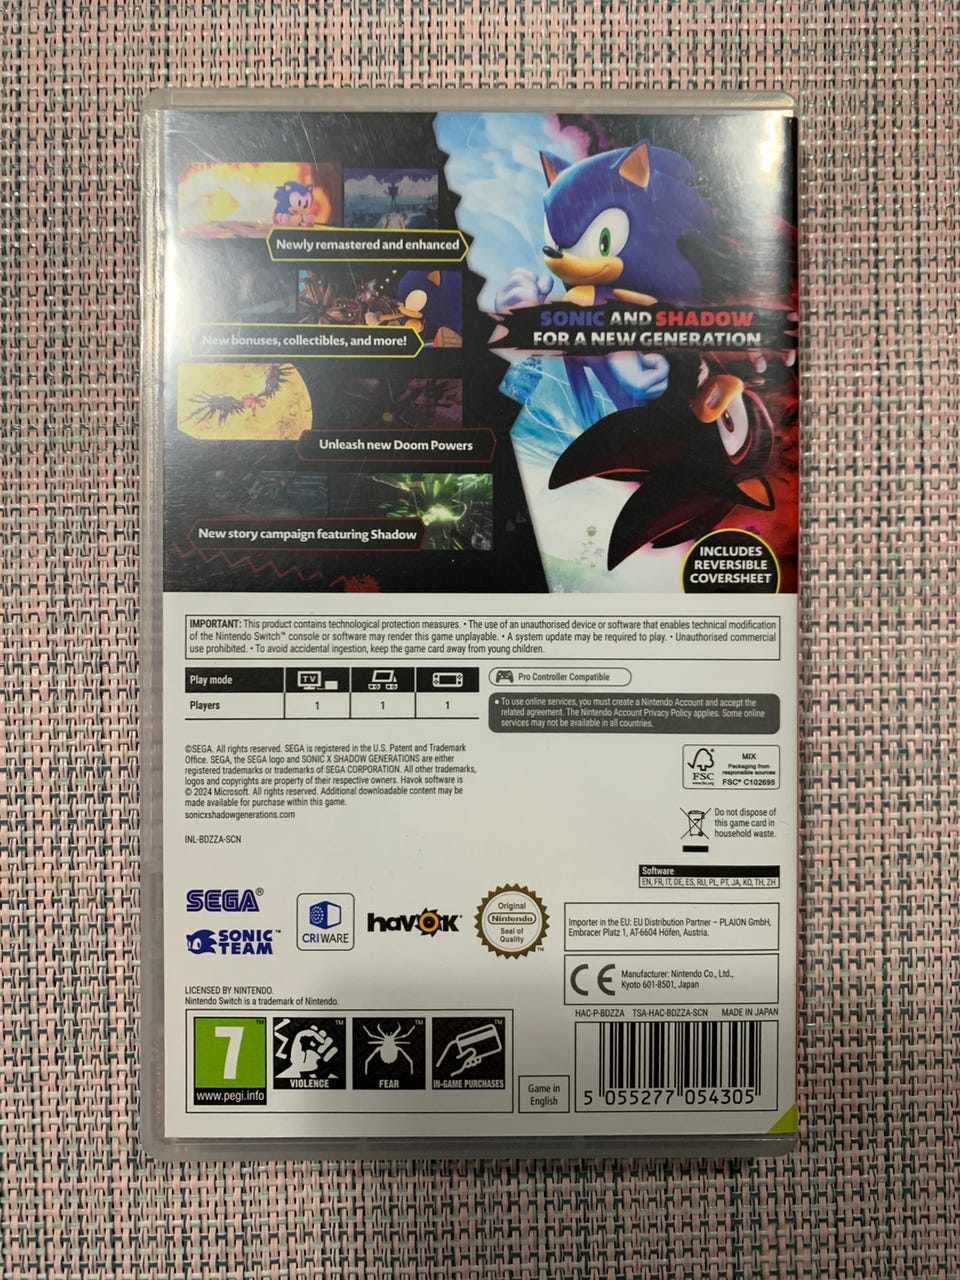 Newly remastered and enhanced
New bonuses, collectibles, and more!
Unleash new Doom Powers
New story campaign featuring Shadow
SONIC AND SHADOW
FOR A NEW GENERATION
INCLUDES
REVERSIBLE
COVERSHEET
IMPORTANT: This product contains technological protection measures. • The use of an unauthorised device or software that enables technical modification
of the Nintendo Switch™ console or software may render this game unplayable. • A system update may be required to play. • Unauthorised commercial
use prohibited. • To avoid accidental ingestion, keep the game card away from young children.
Play mode
TV
Players 1 1 1
Pro Controller Compatible
• To use online services, you must create a Nintendo Account and accept the
related agreement. The Nintendo Account Privacy Policy applies. Some online
services may not be available in all countries.
©SEGA. All rights reserved. SEGA is registered in the U.S. Patent and Trademark
Office. SEGA, the SEGA logo and SONIC X SHADOW GENERATIONS are either
registered trademarks or trademarks of SEGA CORPORATION. All other trademarks,
logos and copyrights are property of their respective owners. Havok software is
© 2024 Microsoft. All rights reserved. Additional downloadable content may be
made available for purchase within this game.
sonicxshadowgenerations.com
INL-BDZZA-SCN
FSC
www.fsc.org
MIX
Packaging from
responsible sources
FSC® C102695
Do not dispose of
this game card in
household waste.
Software
EN, FR, IT, DE, ES, RU, PL, PT, JA, KO, TH, ZH
SEGA®
SONIC
TEAM™
CRIWARE
havok
Original
Nintendo
Seal of
Quality
™
Importer in the EU: EU Distribution Partner – PLAION GmbH,
Embracer Platz 1, AT-6604 Höfen, Austria.
CE
Manufacturer: Nintendo Co., Ltd.,
Kyoto 601-8501, Japan
LICENSED BY NINTENDO.
Nintendo Switch is a trademark of Nintendo.
HAC-P-BDZZA TSA-HAC-BDZZA-SCN MADE IN JAPAN
7™
www.pegi.info
VIOLENCE™
FEAR™
IN-GAME PURCHASES™
Game in
English
5 055277 054305